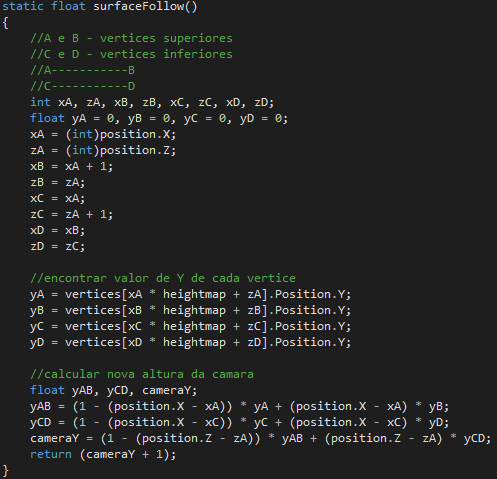 static float surfaceFollow()
{
    //A e B - vertices superiores
    //C e D - vertices inferiores
    //A-----------B
    //C-----------D
    int xA, zA, xB, zB, xC, zC, xD, zD;
    float yA = 0, yB = 0, yC = 0, yD = 0;
    xA = (int)position.X;
    zA = (int)position.Z;
    xB = xA + 1;
    zB = zA;
    xC = xA;
    zC = zA + 1;
    xD = xB;
    zD = zC;

    //encontrar valor de Y de cada vertice
    yA = vertices[xA * heightmap + zA].Position.Y;
    yB = vertices[xB * heightmap + zB].Position.Y;
    yC = vertices[xC * heightmap + zC].Position.Y;
    yD = vertices[xD * heightmap + zD].Position.Y;

    //calcular nova altura da camara
    float yAB, yCD, cameraY;
    yAB = (1 - (position.X - xA)) * yA + (position.X - xA) * yB;
    yCD = (1 - (position.X - xC)) * yC + (position.X - xC) * yD;
    cameraY = (1 - (position.Z - zA)) * yAB + (position.Z - zA) * yCD;
    return (cameraY + 1);
}